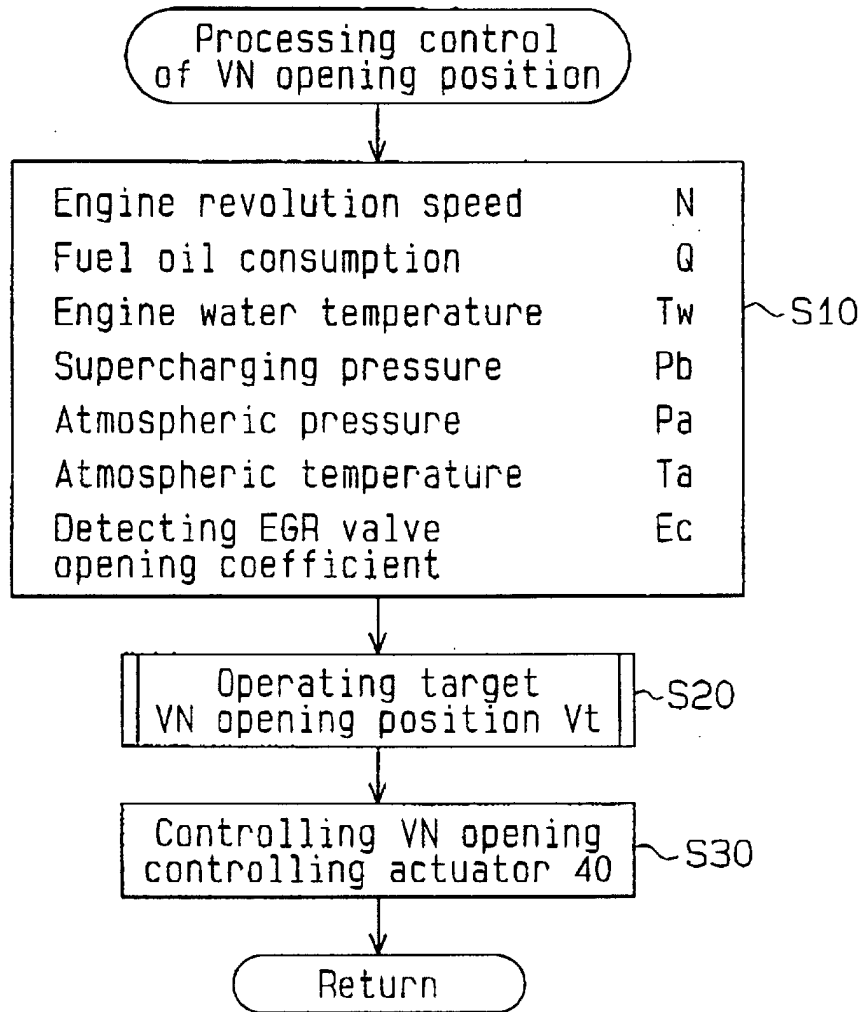 Processing control
of VN opening position
Engine revolution speed N
Fuel oil consumption Q
Engine water temperature Tw
Supercharging pressure Pb
Atmospheric pressure Pa
Atmospheric temperature Ta
Detecting EGR valve Ec
opening coefficient
S10
Operating target
VN opening position Vt
S20
Controlling VN opening
controlling actuator 40
S30
Return